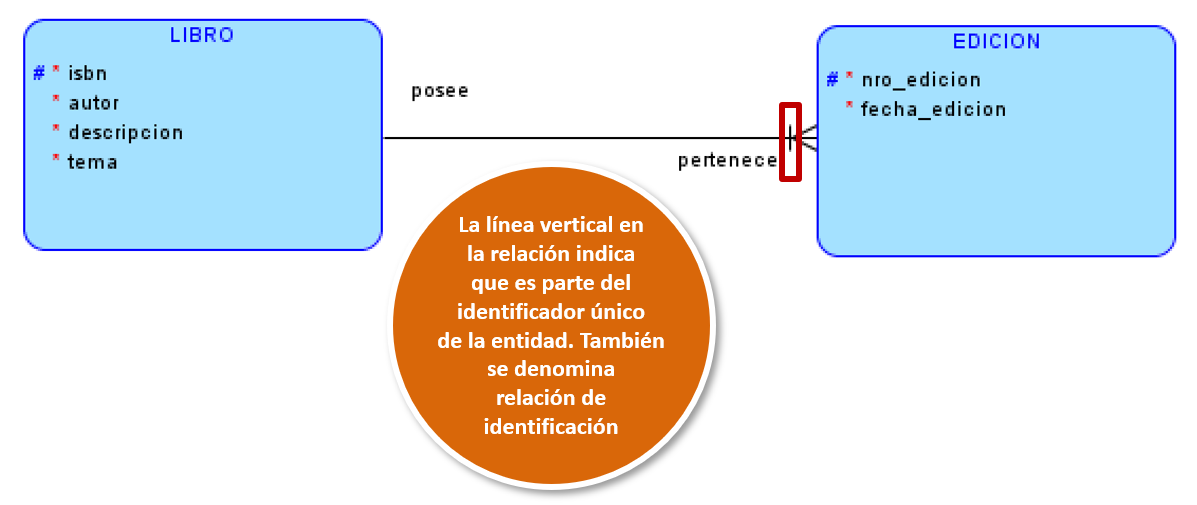 LIBRO
# * isbn
* autor
* descripcion
* tema
posee
pertenece
EDICION
# * nro_edicion
* fecha_edicion
La línea vertical en
la relación indica
que es parte del
identificador único
de la entidad. También
se denomina
relación de
identificación